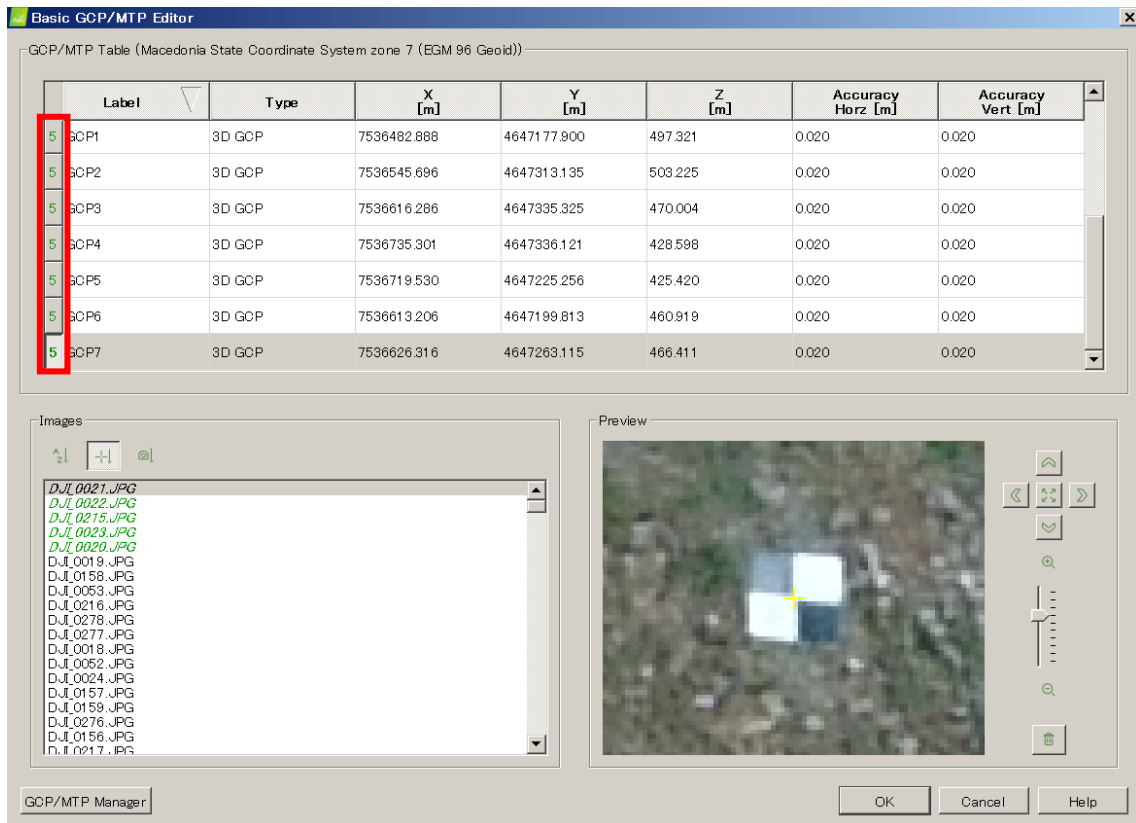 Basic GCP/MTP Editor
GCP/MTP Table (Macedonia State Coordinate System zone 7 (EGM 96 Geoid))
Label Type X [m] Y [m] Z [m] Accuracy Horz [m] Accuracy Vert [m]
5 GCP1 3D GCP 7536482.888 4647177.900 497.321 0.020 0.020
5 GCP2 3D GCP 7536545.696 4647313.135 503.225 0.020 0.020
5 GCP3 3D GCP 7536616.286 4647335.325 470.004 0.020 0.020
5 GCP4 3D GCP 7536735.301 4647336.121 428.598 0.020 0.020
5 GCP5 3D GCP 7536719.530 4647225.256 425.420 0.020 0.020
5 GCP6 3D GCP 7536613.206 4647199.813 460.919 0.020 0.020
5 GCP7 3D GCP 7536626.316 4647263.115 466.411 0.020 0.020
Images
DJI_0021.JPG
DJI_0022.JPG
DJI_0215.JPG
DJI_0023.JPG
DJI_0020.JPG
DJI_0019.JPG
DJI_0158.JPG
DJI_0053.JPG
DJI_0216.JPG
DJI_0278.JPG
DJI_0277.JPG
DJI_0018.JPG
DJI_0052.JPG
DJI_0024.JPG
DJI_0157.JPG
DJI_0159.JPG
DJI_0276.JPG
DJI_0156.JPG
DJI_0217.JPG
Preview
GCP/MTP Manager
OK Cancel Help